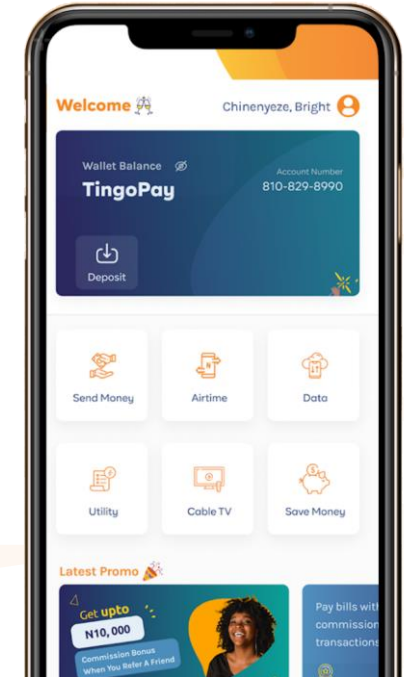 Welcome
Chinenyeze, Bright
Wallet Balance
TingoPay
Account Number
810-829-8990
Deposit
Send Money
Airtime
Data
Utility
Cable TV
Save Money
Latest Promo
Get upto
N10,000
Commission Bonus
When You Refer A Friend
Pay bills with
commission
transactions